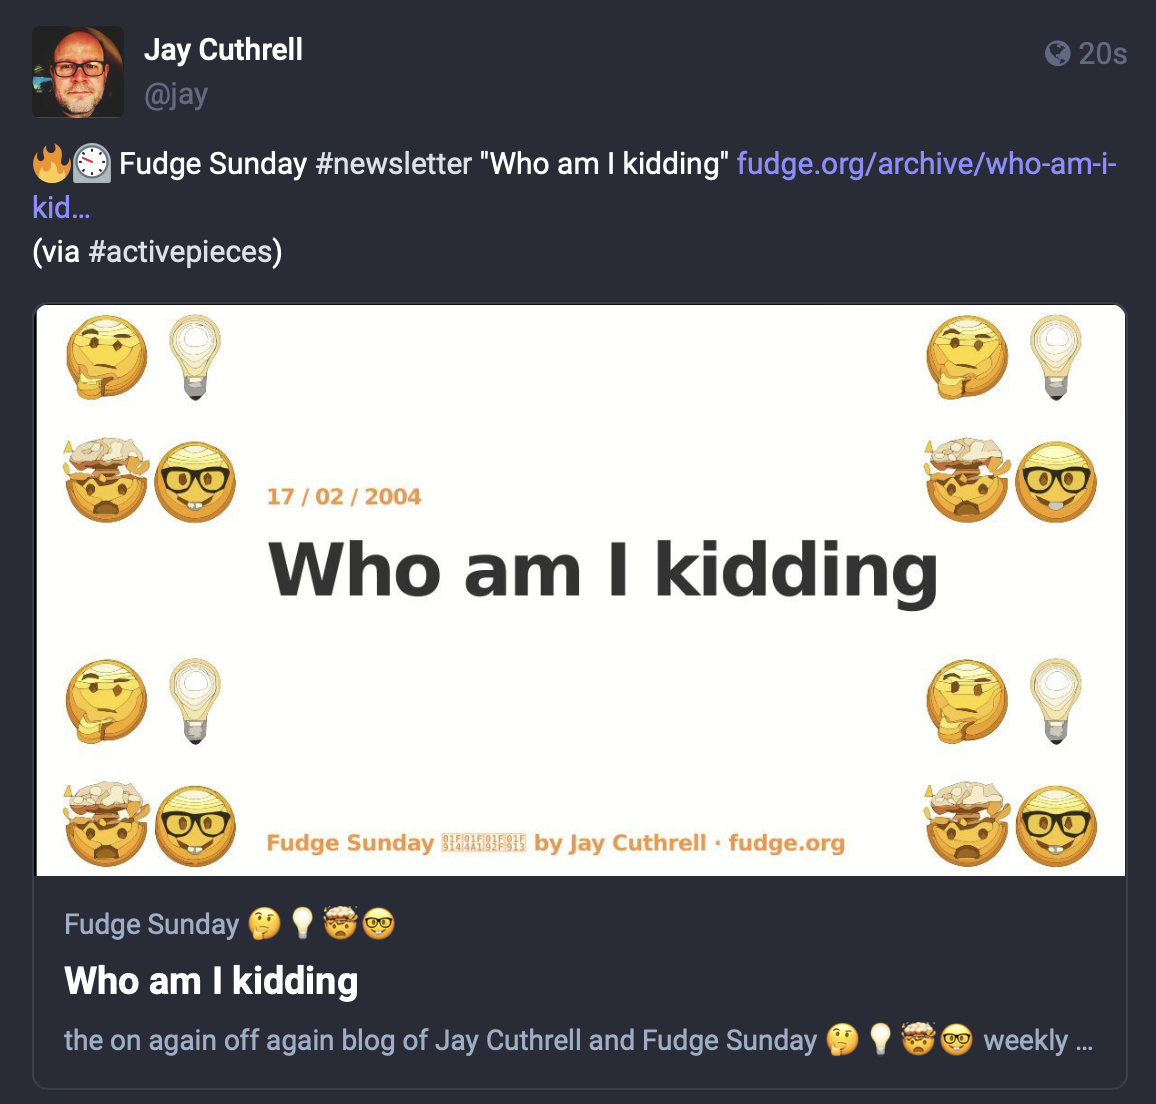 Jay Cuthrell
20s
@jay
🔥⏲️ Fudge Sunday #newsletter "Who am I kidding" fudge.org/archive/who-am-i-
kid…
(via #activepieces)
17 / 02 / 2004
Who am I kidding
Fudge Sunday by Jay Cuthrell · fudge.org
Fudge Sunday 🤔💡🤯🤓
Who am I kidding
the on again off again blog of Jay Cuthrell and Fudge Sunday 🤔💡🤯🤓 weekly …